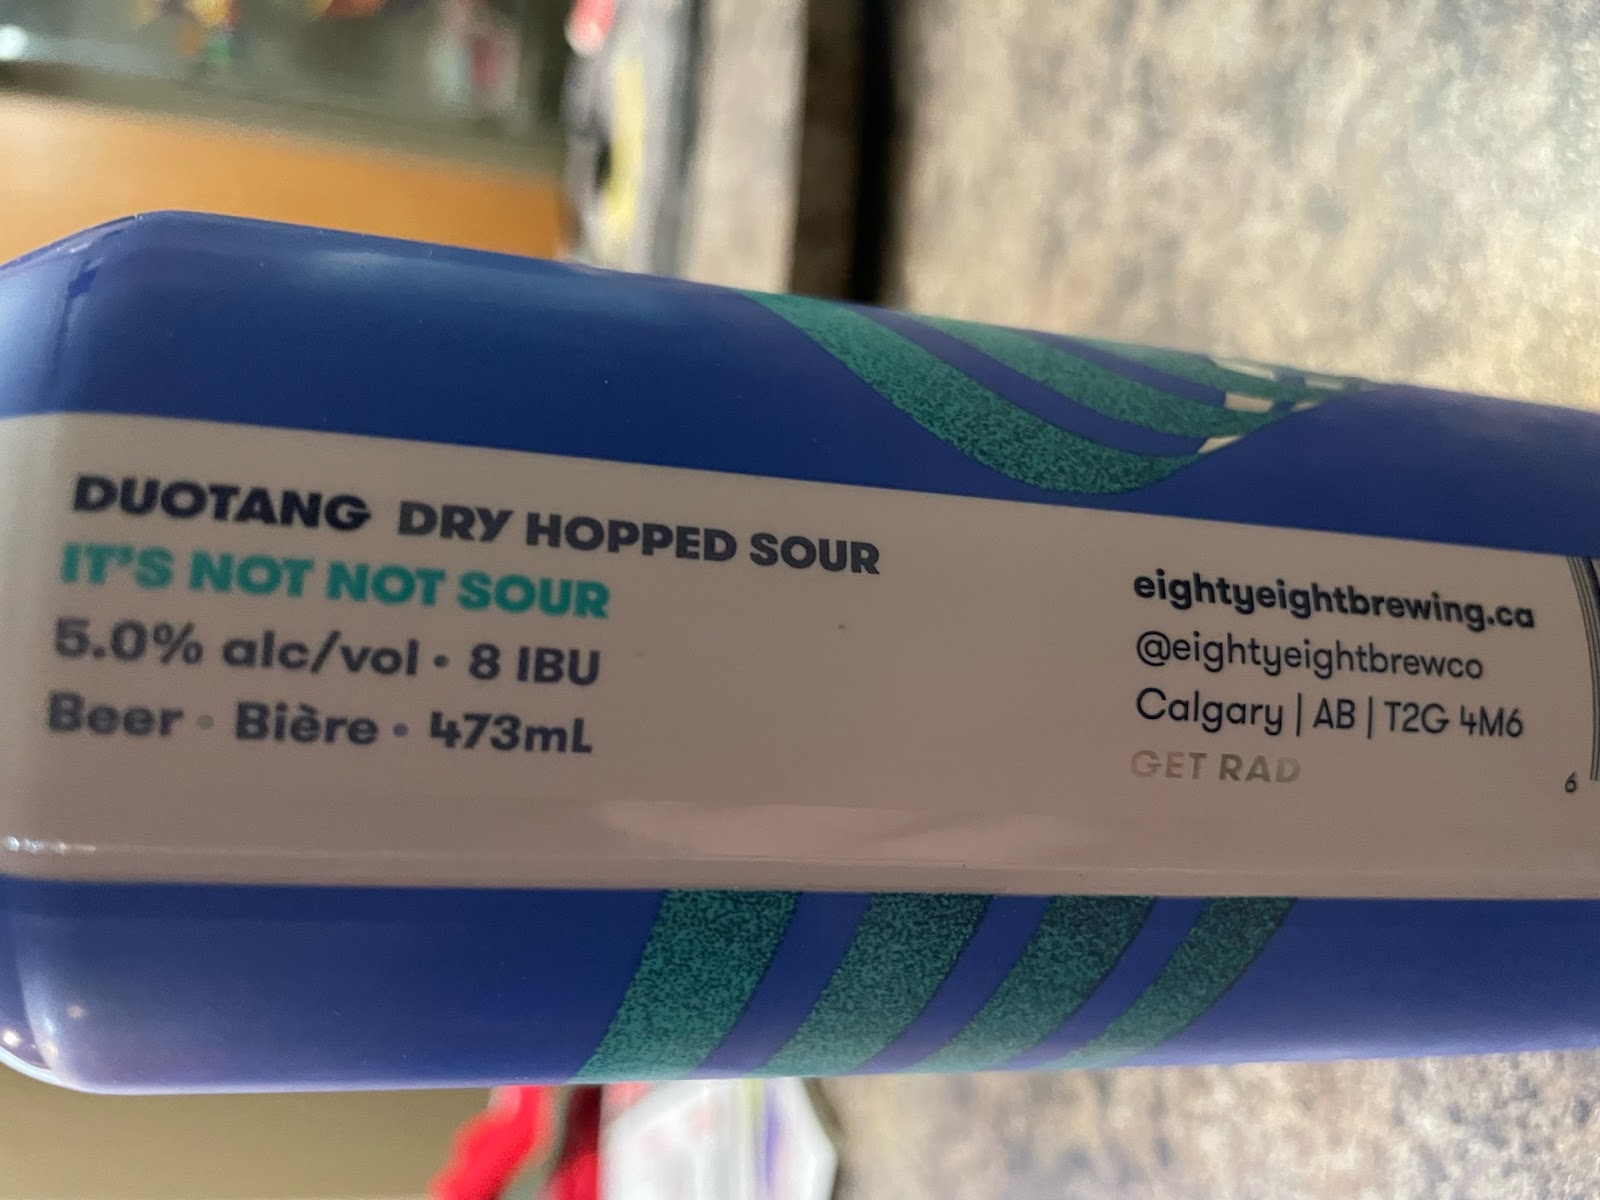 DUOTANG DRY HOPPED SOUR
IT'S NOT NOT SOUR
5.0% alc/vol • 8 IBU
Beer • Bière • 473mL
eightyeightbrewing.ca
@eightyeightbrewco
Calgary | AB | T2G 4M6
GET RAD
6